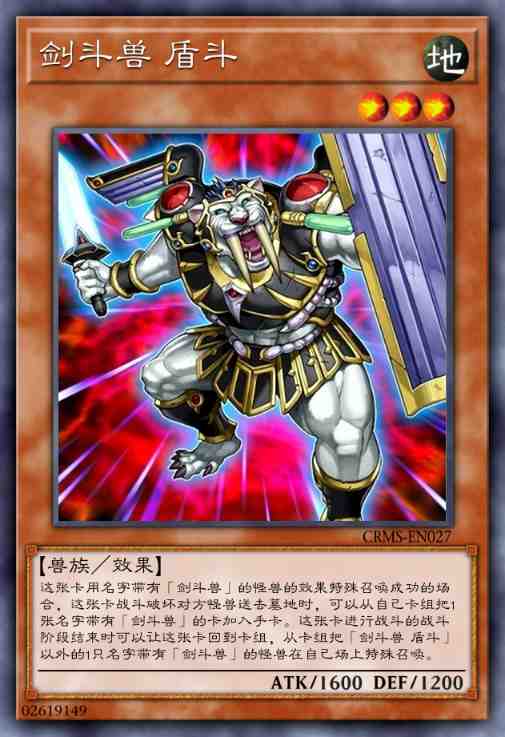 剑斗兽 盾斗
地
CRMS-EN027
【兽族／效果】
这张卡用名字带有「剑斗兽」的怪兽的效果特殊召唤成功的场
合，这张卡战斗破坏对方怪兽送去墓地时，可以从自己卡组把1
张名字带有「剑斗兽」的卡加入手卡。这张卡进行战斗的战斗
阶段结束时可以让这张卡回到卡组，从卡组把「剑斗兽 盾斗」
以外的1只名字带有「剑斗兽」的怪兽在自己场上特殊召唤。
ATK/1600 DEF/1200
02619149